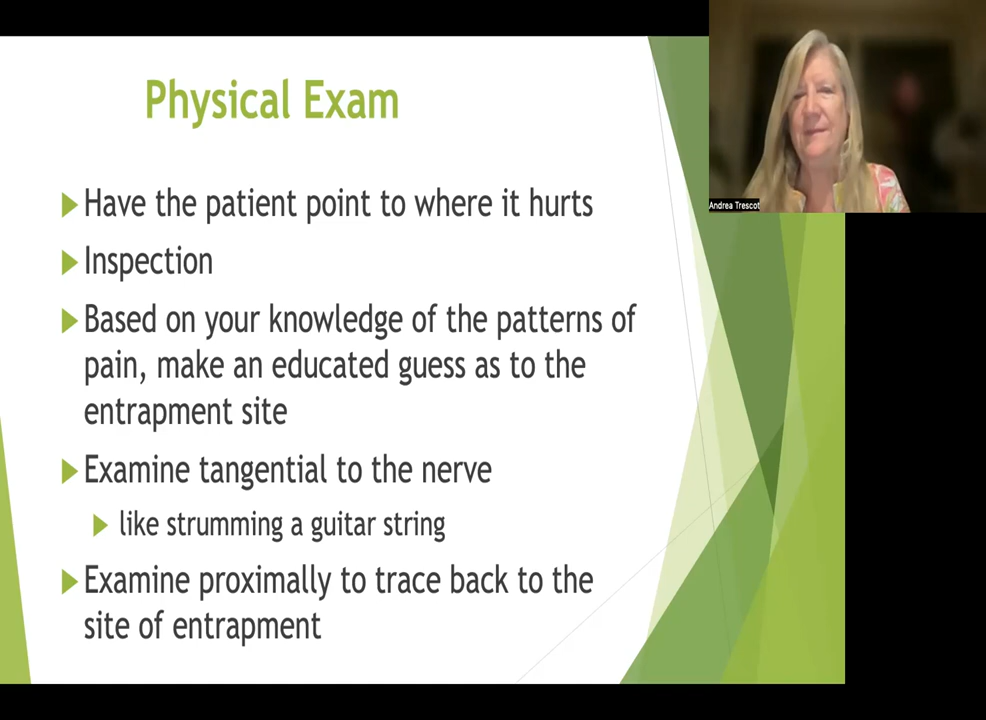 Physical Exam
Have the patient point to where it hurts
Inspection
Based on your knowledge of the patterns of
pain, make an educated guess as to the
entrapment site
Examine tangential to the nerve
like strumming a guitar string
Examine proximally to trace back to the
site of entrapment
Andrea Trescot